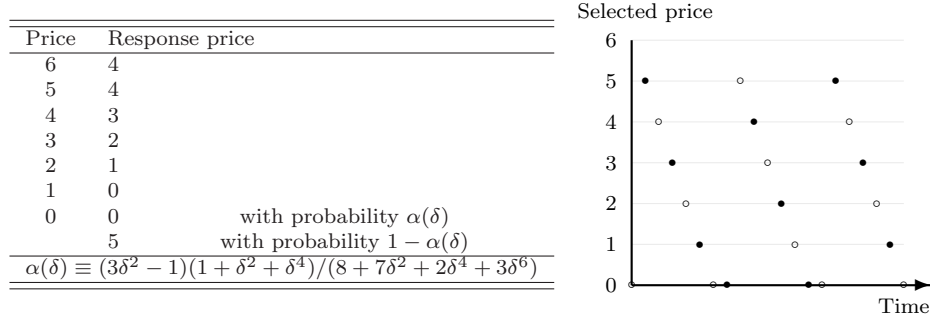 Price Response price
6 4
5 4
4 3
3 2
2 1
1 0
0 0 with probability α(δ)
5 with probability 1 − α(δ)
α(δ) ≡ (3δ² − 1)(1 + δ² + δ⁴)/(8 + 7δ² + 2δ⁴ + 3δ⁶)
Selected price
6
5
4
3
2
1
0
Time